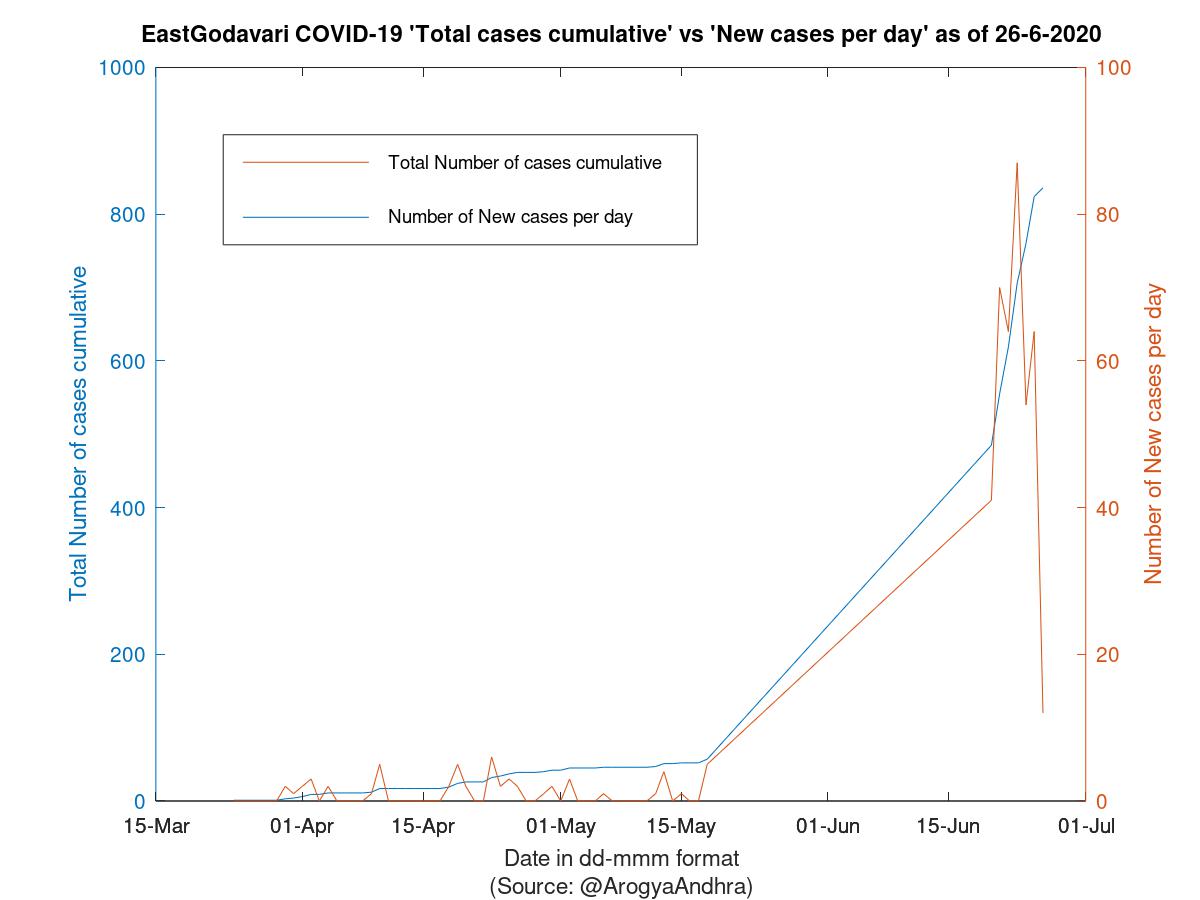 EastGodavari COVID-19 'Total cases cumulative' vs 'New cases per day' as of 26-6-2020
1000
800
600
400
200
0
Total Number of cases cumulative
Total Number of cases cumulative
Number of New cases per day
100
80
60
40
20
0
Number of New cases per day
15-Mar 01-Apr 15-Apr 01-May 15-May 01-Jun 15-Jun 01-Jul
Date in dd-mmm format
(Source: @ArogyaAndhra)